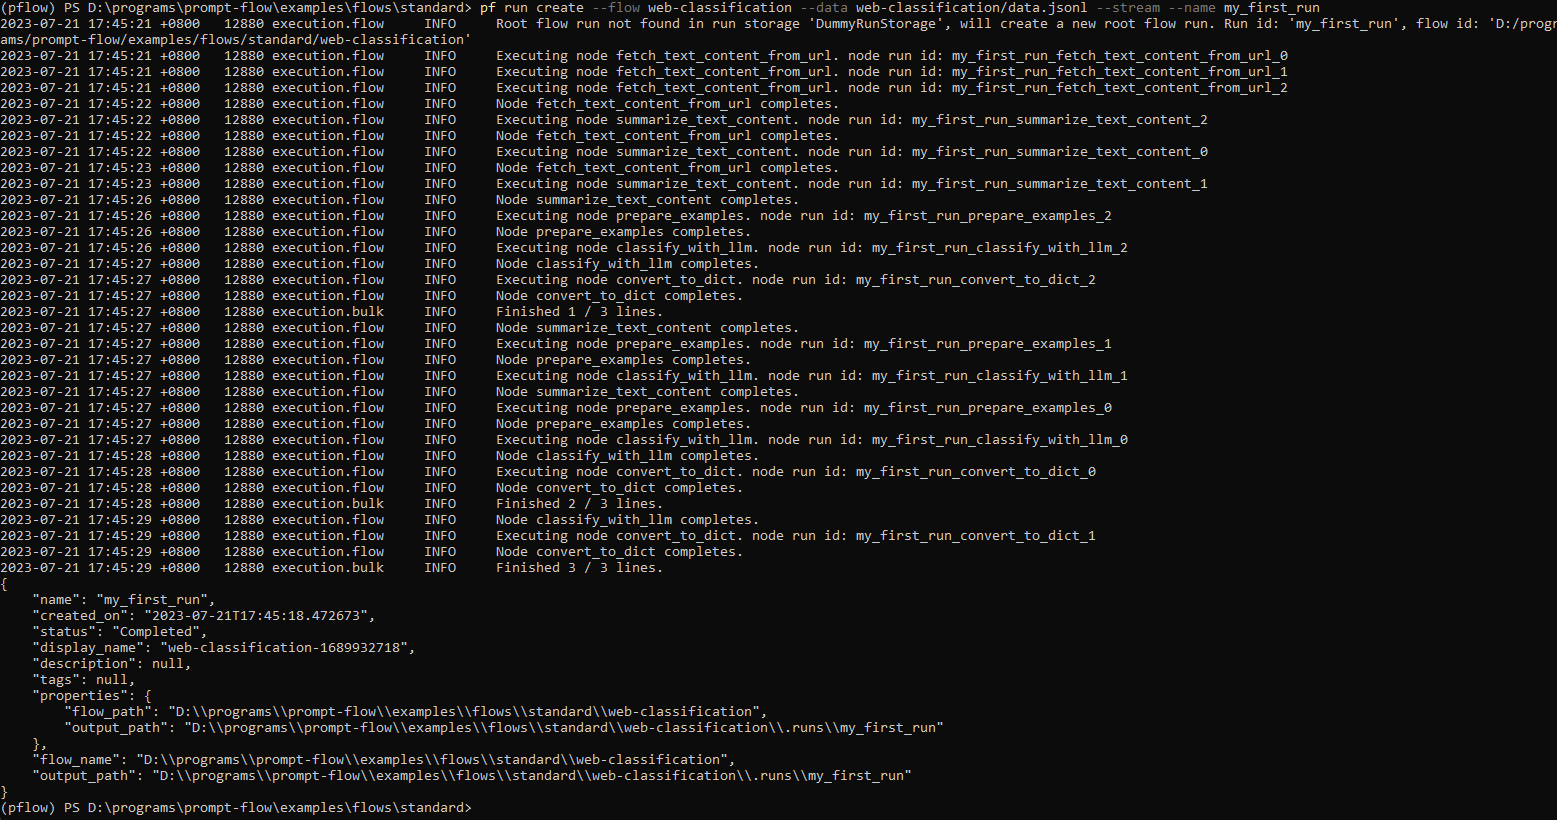 (pflow) PS D:\programs\prompt-flow\examples\flows\standard> pf run create --flow web-classification --data web-classification/data.jsonl --stream --name my_first_run
2023-07-21 17:45:21 +0800   12880 execution.flow     INFO     Root flow run not found in run storage 'DummyRunStorage', will create a new root flow run. Run id: 'my_first_run', flow id: 'D:/progr
ams/prompt-flow/examples/flows/standard/web-classification'
2023-07-21 17:45:21 +0800   12880 execution.flow     INFO     Executing node fetch_text_content_from_url. node run id: my_first_run_fetch_text_content_from_url_0
2023-07-21 17:45:21 +0800   12880 execution.flow     INFO     Executing node fetch_text_content_from_url. node run id: my_first_run_fetch_text_content_from_url_1
2023-07-21 17:45:21 +0800   12880 execution.flow     INFO     Executing node fetch_text_content_from_url. node run id: my_first_run_fetch_text_content_from_url_2
2023-07-21 17:45:22 +0800   12880 execution.flow     INFO     Node fetch_text_content_from_url completes.
2023-07-21 17:45:22 +0800   12880 execution.flow     INFO     Executing node summarize_text_content. node run id: my_first_run_summarize_text_content_2
2023-07-21 17:45:22 +0800   12880 execution.flow     INFO     Node fetch_text_content_from_url completes.
2023-07-21 17:45:22 +0800   12880 execution.flow     INFO     Executing node summarize_text_content. node run id: my_first_run_summarize_text_content_0
2023-07-21 17:45:23 +0800   12880 execution.flow     INFO     Node fetch_text_content_from_url completes.
2023-07-21 17:45:23 +0800   12880 execution.flow     INFO     Executing node summarize_text_content. node run id: my_first_run_summarize_text_content_1
2023-07-21 17:45:26 +0800   12880 execution.flow     INFO     Node summarize_text_content completes.
2023-07-21 17:45:26 +0800   12880 execution.flow     INFO     Executing node prepare_examples. node run id: my_first_run_prepare_examples_2
2023-07-21 17:45:26 +0800   12880 execution.flow     INFO     Node prepare_examples completes.
2023-07-21 17:45:26 +0800   12880 execution.flow     INFO     Executing node classify_with_llm. node run id: my_first_run_classify_with_llm_2
2023-07-21 17:45:27 +0800   12880 execution.flow     INFO     Node classify_with_llm completes.
2023-07-21 17:45:27 +0800   12880 execution.flow     INFO     Executing node convert_to_dict. node run id: my_first_run_convert_to_dict_2
2023-07-21 17:45:27 +0800   12880 execution.flow     INFO     Node convert_to_dict completes.
2023-07-21 17:45:27 +0800   12880 execution.bulk     INFO     Finished 1 / 3 lines.
2023-07-21 17:45:27 +0800   12880 execution.flow     INFO     Node summarize_text_content completes.
2023-07-21 17:45:27 +0800   12880 execution.flow     INFO     Executing node prepare_examples. node run id: my_first_run_prepare_examples_1
2023-07-21 17:45:27 +0800   12880 execution.flow     INFO     Node prepare_examples completes.
2023-07-21 17:45:27 +0800   12880 execution.flow     INFO     Executing node classify_with_llm. node run id: my_first_run_classify_with_llm_1
2023-07-21 17:45:27 +0800   12880 execution.flow     INFO     Node summarize_text_content completes.
2023-07-21 17:45:27 +0800   12880 execution.flow     INFO     Executing node prepare_examples. node run id: my_first_run_prepare_examples_0
2023-07-21 17:45:27 +0800   12880 execution.flow     INFO     Node prepare_examples completes.
2023-07-21 17:45:27 +0800   12880 execution.flow     INFO     Executing node classify_with_llm. node run id: my_first_run_classify_with_llm_0
2023-07-21 17:45:28 +0800   12880 execution.flow     INFO     Node classify_with_llm completes.
2023-07-21 17:45:28 +0800   12880 execution.flow     INFO     Executing node convert_to_dict. node run id: my_first_run_convert_to_dict_0
2023-07-21 17:45:28 +0800   12880 execution.flow     INFO     Node convert_to_dict completes.
2023-07-21 17:45:28 +0800   12880 execution.bulk     INFO     Finished 2 / 3 lines.
2023-07-21 17:45:29 +0800   12880 execution.flow     INFO     Node classify_with_llm completes.
2023-07-21 17:45:29 +0800   12880 execution.flow     INFO     Executing node convert_to_dict. node run id: my_first_run_convert_to_dict_1
2023-07-21 17:45:29 +0800   12880 execution.flow     INFO     Node convert_to_dict completes.
2023-07-21 17:45:29 +0800   12880 execution.bulk     INFO     Finished 3 / 3 lines.
{
    "name": "my_first_run",
    "created_on": "2023-07-21T17:45:18.472673",
    "status": "Completed",
    "display_name": "web-classification-1689932718",
    "description": null,
    "tags": null,
    "properties": {
        "flow_path": "D:\\programs\\prompt-flow\\examples\\flows\\standard\\web-classification",
        "output_path": "D:\\programs\\prompt-flow\\examples\\flows\\standard\\web-classification\\.runs\\my_first_run"
    },
    "flow_name": "D:\\programs\\prompt-flow\\examples\\flows\\standard\\web-classification",
    "output_path": "D:\\programs\\prompt-flow\\examples\\flows\\standard\\web-classification\\.runs\\my_first_run"
}
(pflow) PS D:\programs\prompt-flow\examples\flows\standard>